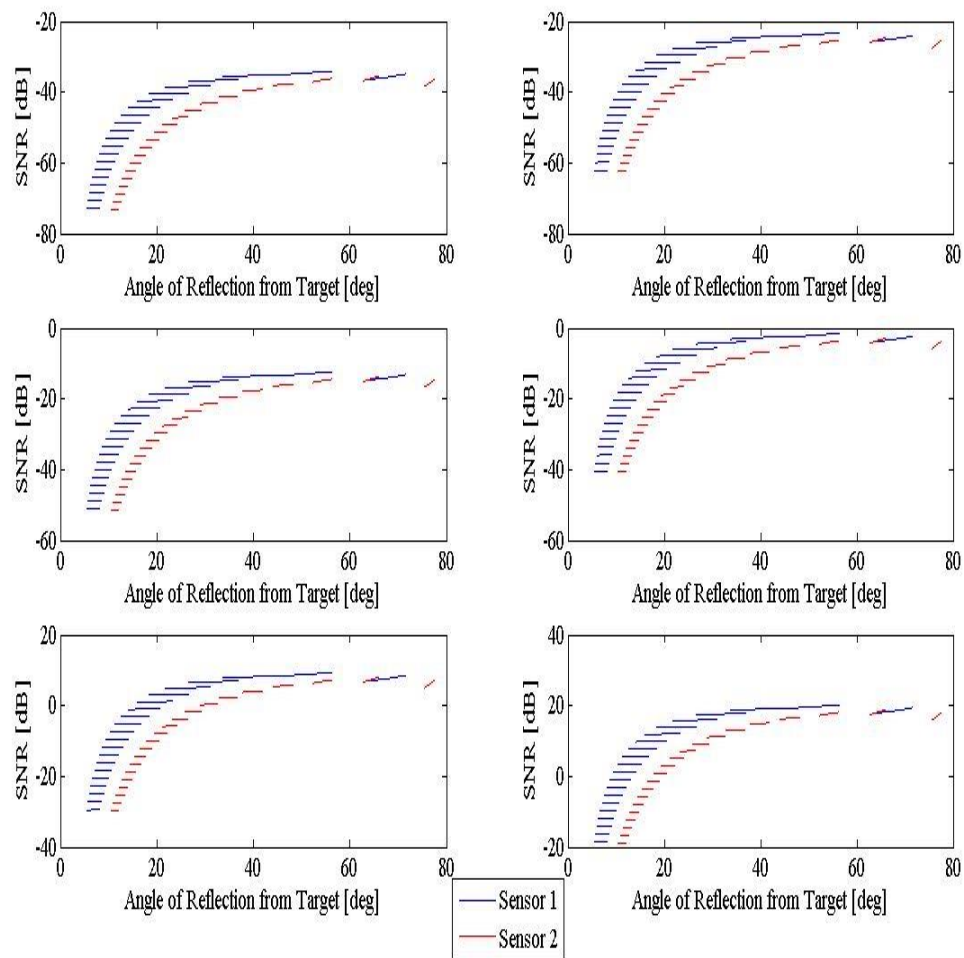 -20
-40
-60
-80
SNR [dB]
0 20 40 60 80
Angle of Reflection from Target [deg]
-20
-40
-60
-80
SNR [dB]
0 20 40 60 80
Angle of Reflection from Target [deg]
0
-20
-40
-60
SNR [dB]
0 20 40 60 80
Angle of Reflection from Target [deg]
0
-20
-40
-60
SNR [dB]
0 20 40 60 80
Angle of Reflection from Target [deg]
20
0
-20
-40
SNR [dB]
0 20 40 60 80
Angle of Reflection from Target [deg]
40
20
0
-20
SNR [dB]
0 20 40 60 80
Angle of Reflection from Target [deg]
Sensor 1
Sensor 2